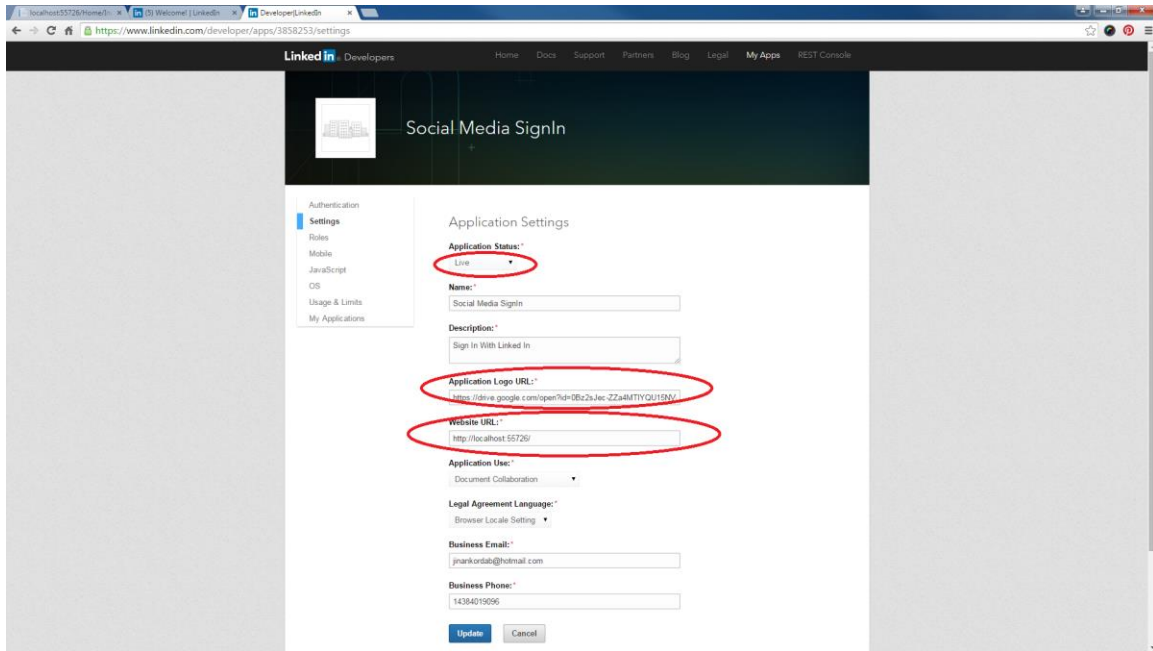 localhost:55726/Home/In
(5) Welcome! | LinkedIn
Developer|LinkedIn
https://www.linkedin.com/developer/apps/3858253/settings
Linked in Developers
Home Docs Support Partners Blog Legal My Apps REST Console
Social Media SignIn
Authentication
Settings
Roles
Mobile
JavaScript
OS
Usage & Limits
My Applications
Application Settings
Application Status:*
Live
Name:*
Social Media SignIn
Description:*
Sign In With Linked In
Application Logo URL:*
https://drive.google.com/open?id=0Bz2sJec-ZZa4MTlYQU15NV
Website URL:*
http://localhost:55726/
Application Use:*
Document Collaboration
Legal Agreement Language:*
Browser Locale Setting
Business Email:*
jinankordab@hotmail.com
Business Phone:*
14384019096
Update Cancel